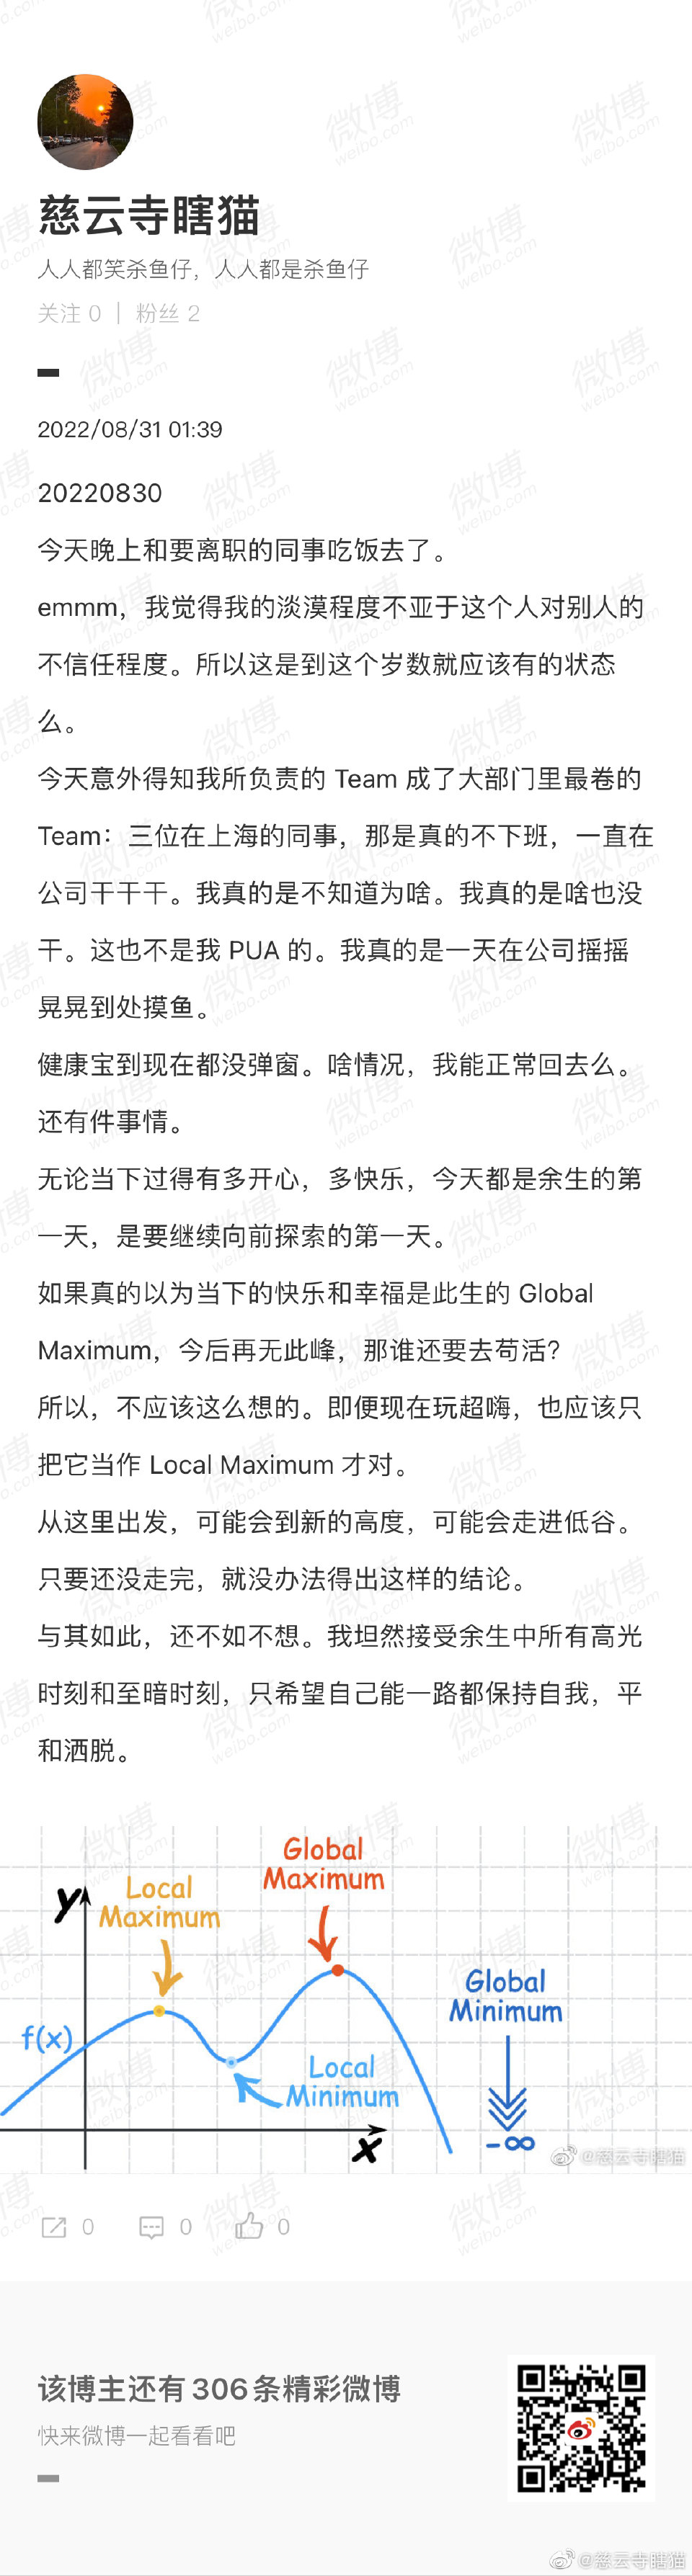 慈云寺瞎猫
人人都笑杀鱼仔，人人都是杀鱼仔
关注 0 | 粉丝 2
2022/08/31 01:39
20220830
今天晚上和要离职的同事吃饭去了。
emmm，我觉得我的淡漠程度不亚于这个人对别人的
不信任程度。所以这是到这个岁数就应该有的状态
么。
今天意外得知我所负责的 Team 成了大部门里最卷的
Team：三位在上海的同事，那是真的不下班，一直在
公司干干干。我真的是不知道为啥。我真的是啥也没
干。这也不是我 PUA 的。我真的是一天在公司摇摇
晃晃到处摸鱼。
健康宝到现在都没弹窗。啥情况，我能正常回去么。
还有件事情。
无论当下过得有多开心，多快乐，今天都是余生的第
一天，是要继续向前探索的第一天。
如果真的以为当下的快乐和幸福是此生的 Global
Maximum，今后再无此峰，那谁还要去苟活？
所以，不应该这么想的。即便现在玩超嗨，也应该只
把它当作 Local Maximum 才对。
从这里出发，可能会到新的高度，可能会走进低谷。
只要还没走完，就没办法得出这样的结论。
与其如此，还不如不想。我坦然接受余生中所有高光
时刻和至暗时刻，只希望自己能一路都保持自我，平
和洒脱。
Global
Maximum
Local
Maximum
y
f(x)
Global
Minimum
Local
Minimum
x
-∞
@慈云寺瞎猫
0 0 0
该博主还有306条精彩微博
快来微博一起看看吧
@慈云寺瞎猫
微博
weibo.com